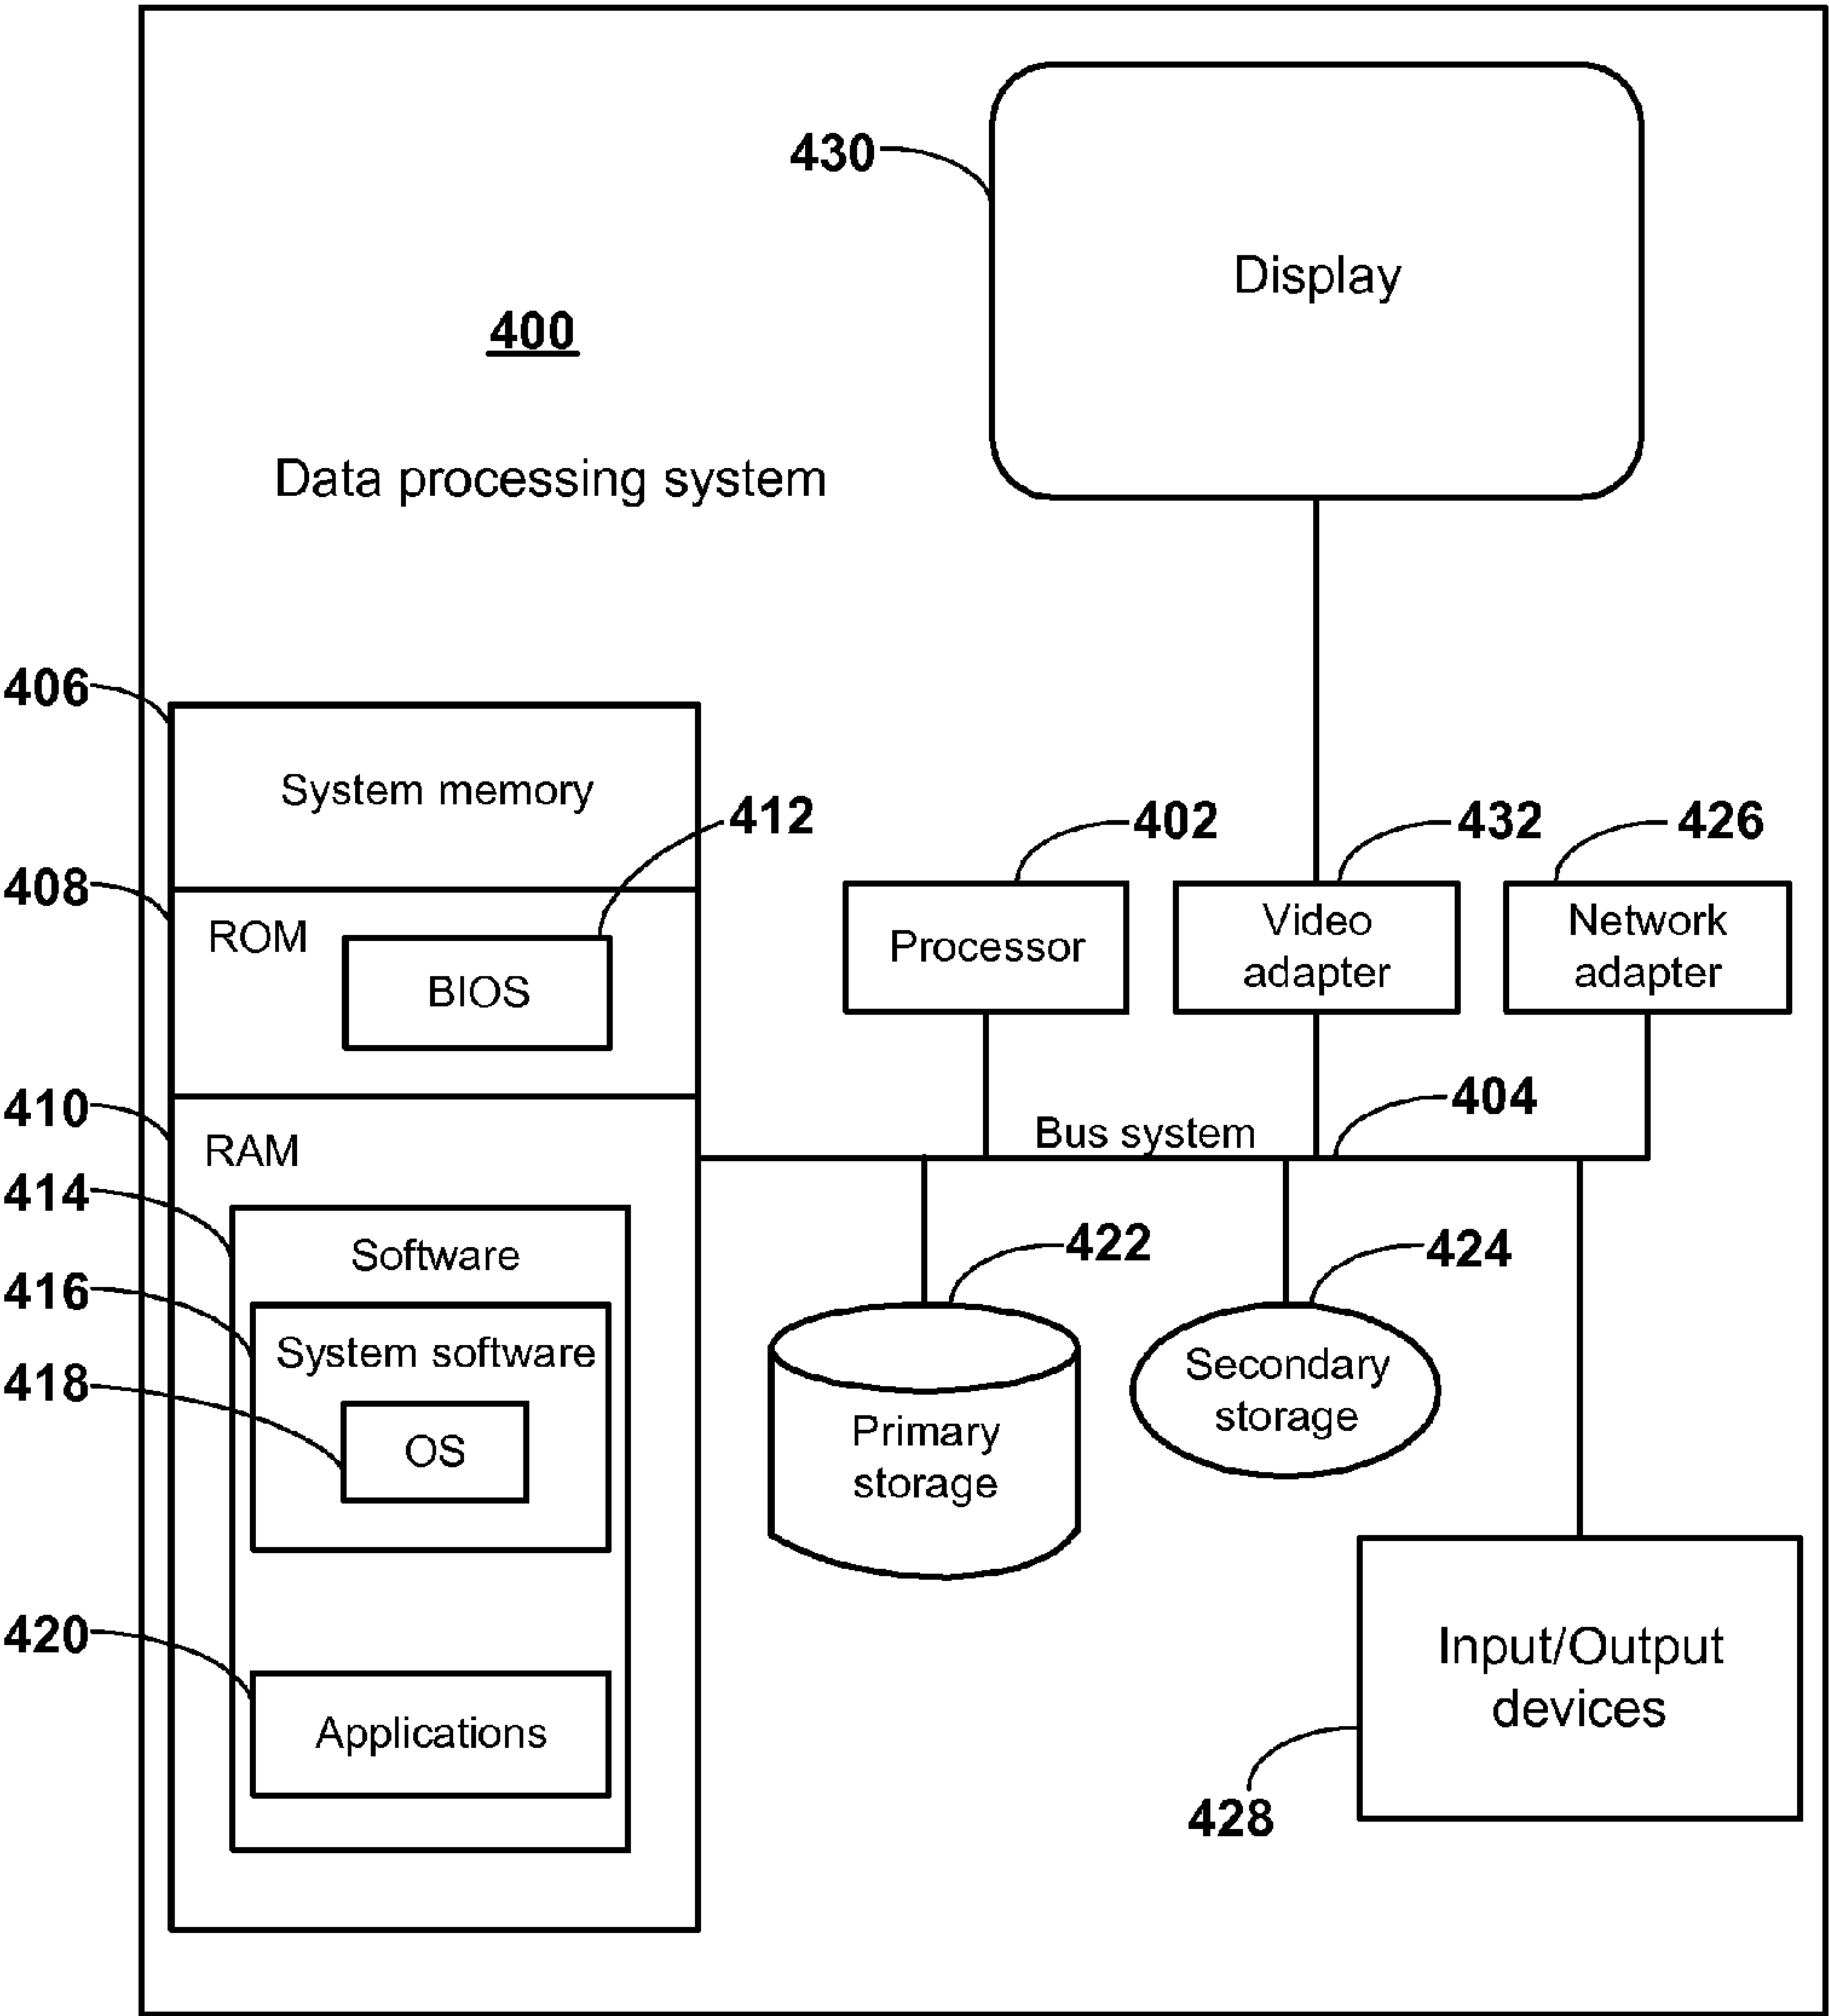 430
Display
400
Data processing system
406
System memory
412
402
432
426
408
ROM
BIOS
Processor
Video
adapter
Network
adapter
410
RAM
Bus system
404
414
Software
422
424
416
System software
418
OS
Primary
storage
Secondary
storage
420
Applications
Input/Output
devices
428